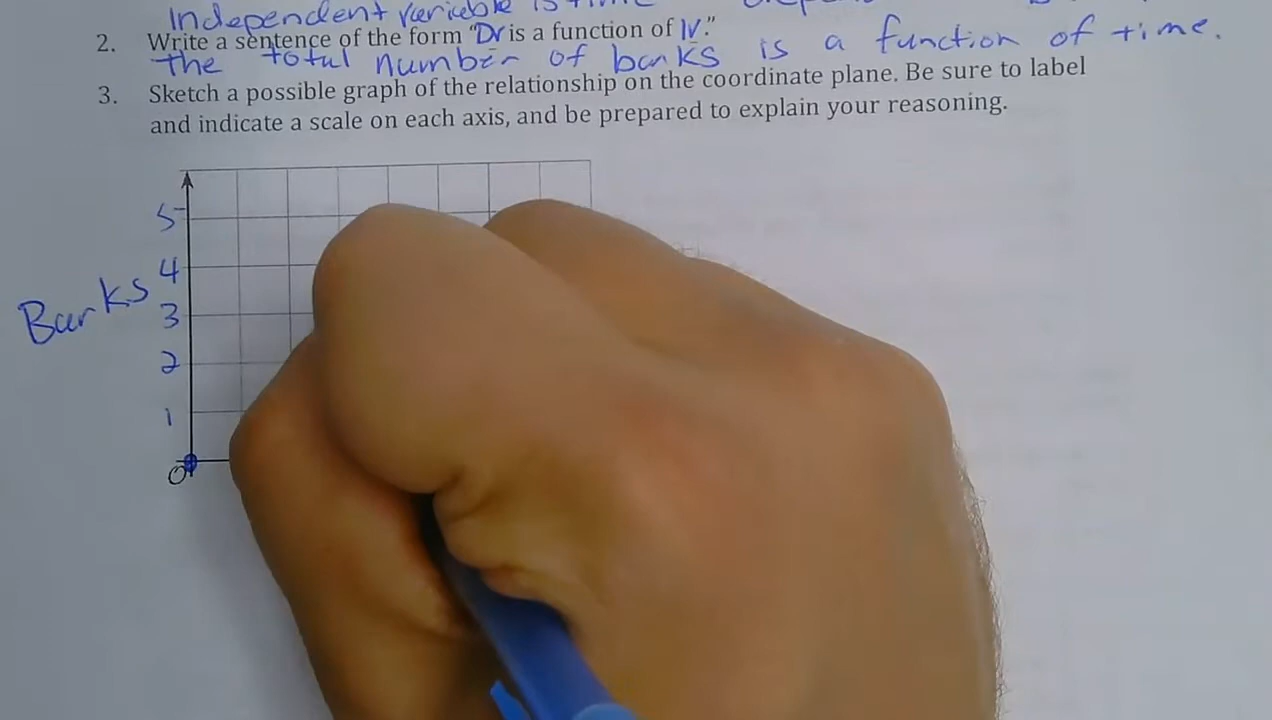 Independent variable is
2. Write a sentence of the form "DV is a function of IV."
the total number of barks is a function of time.
3. Sketch a possible graph of the relationship on the coordinate plane. Be sure to label
and indicate a scale on each axis, and be prepared to explain your reasoning.
5
4
Barks
3
2
1
0